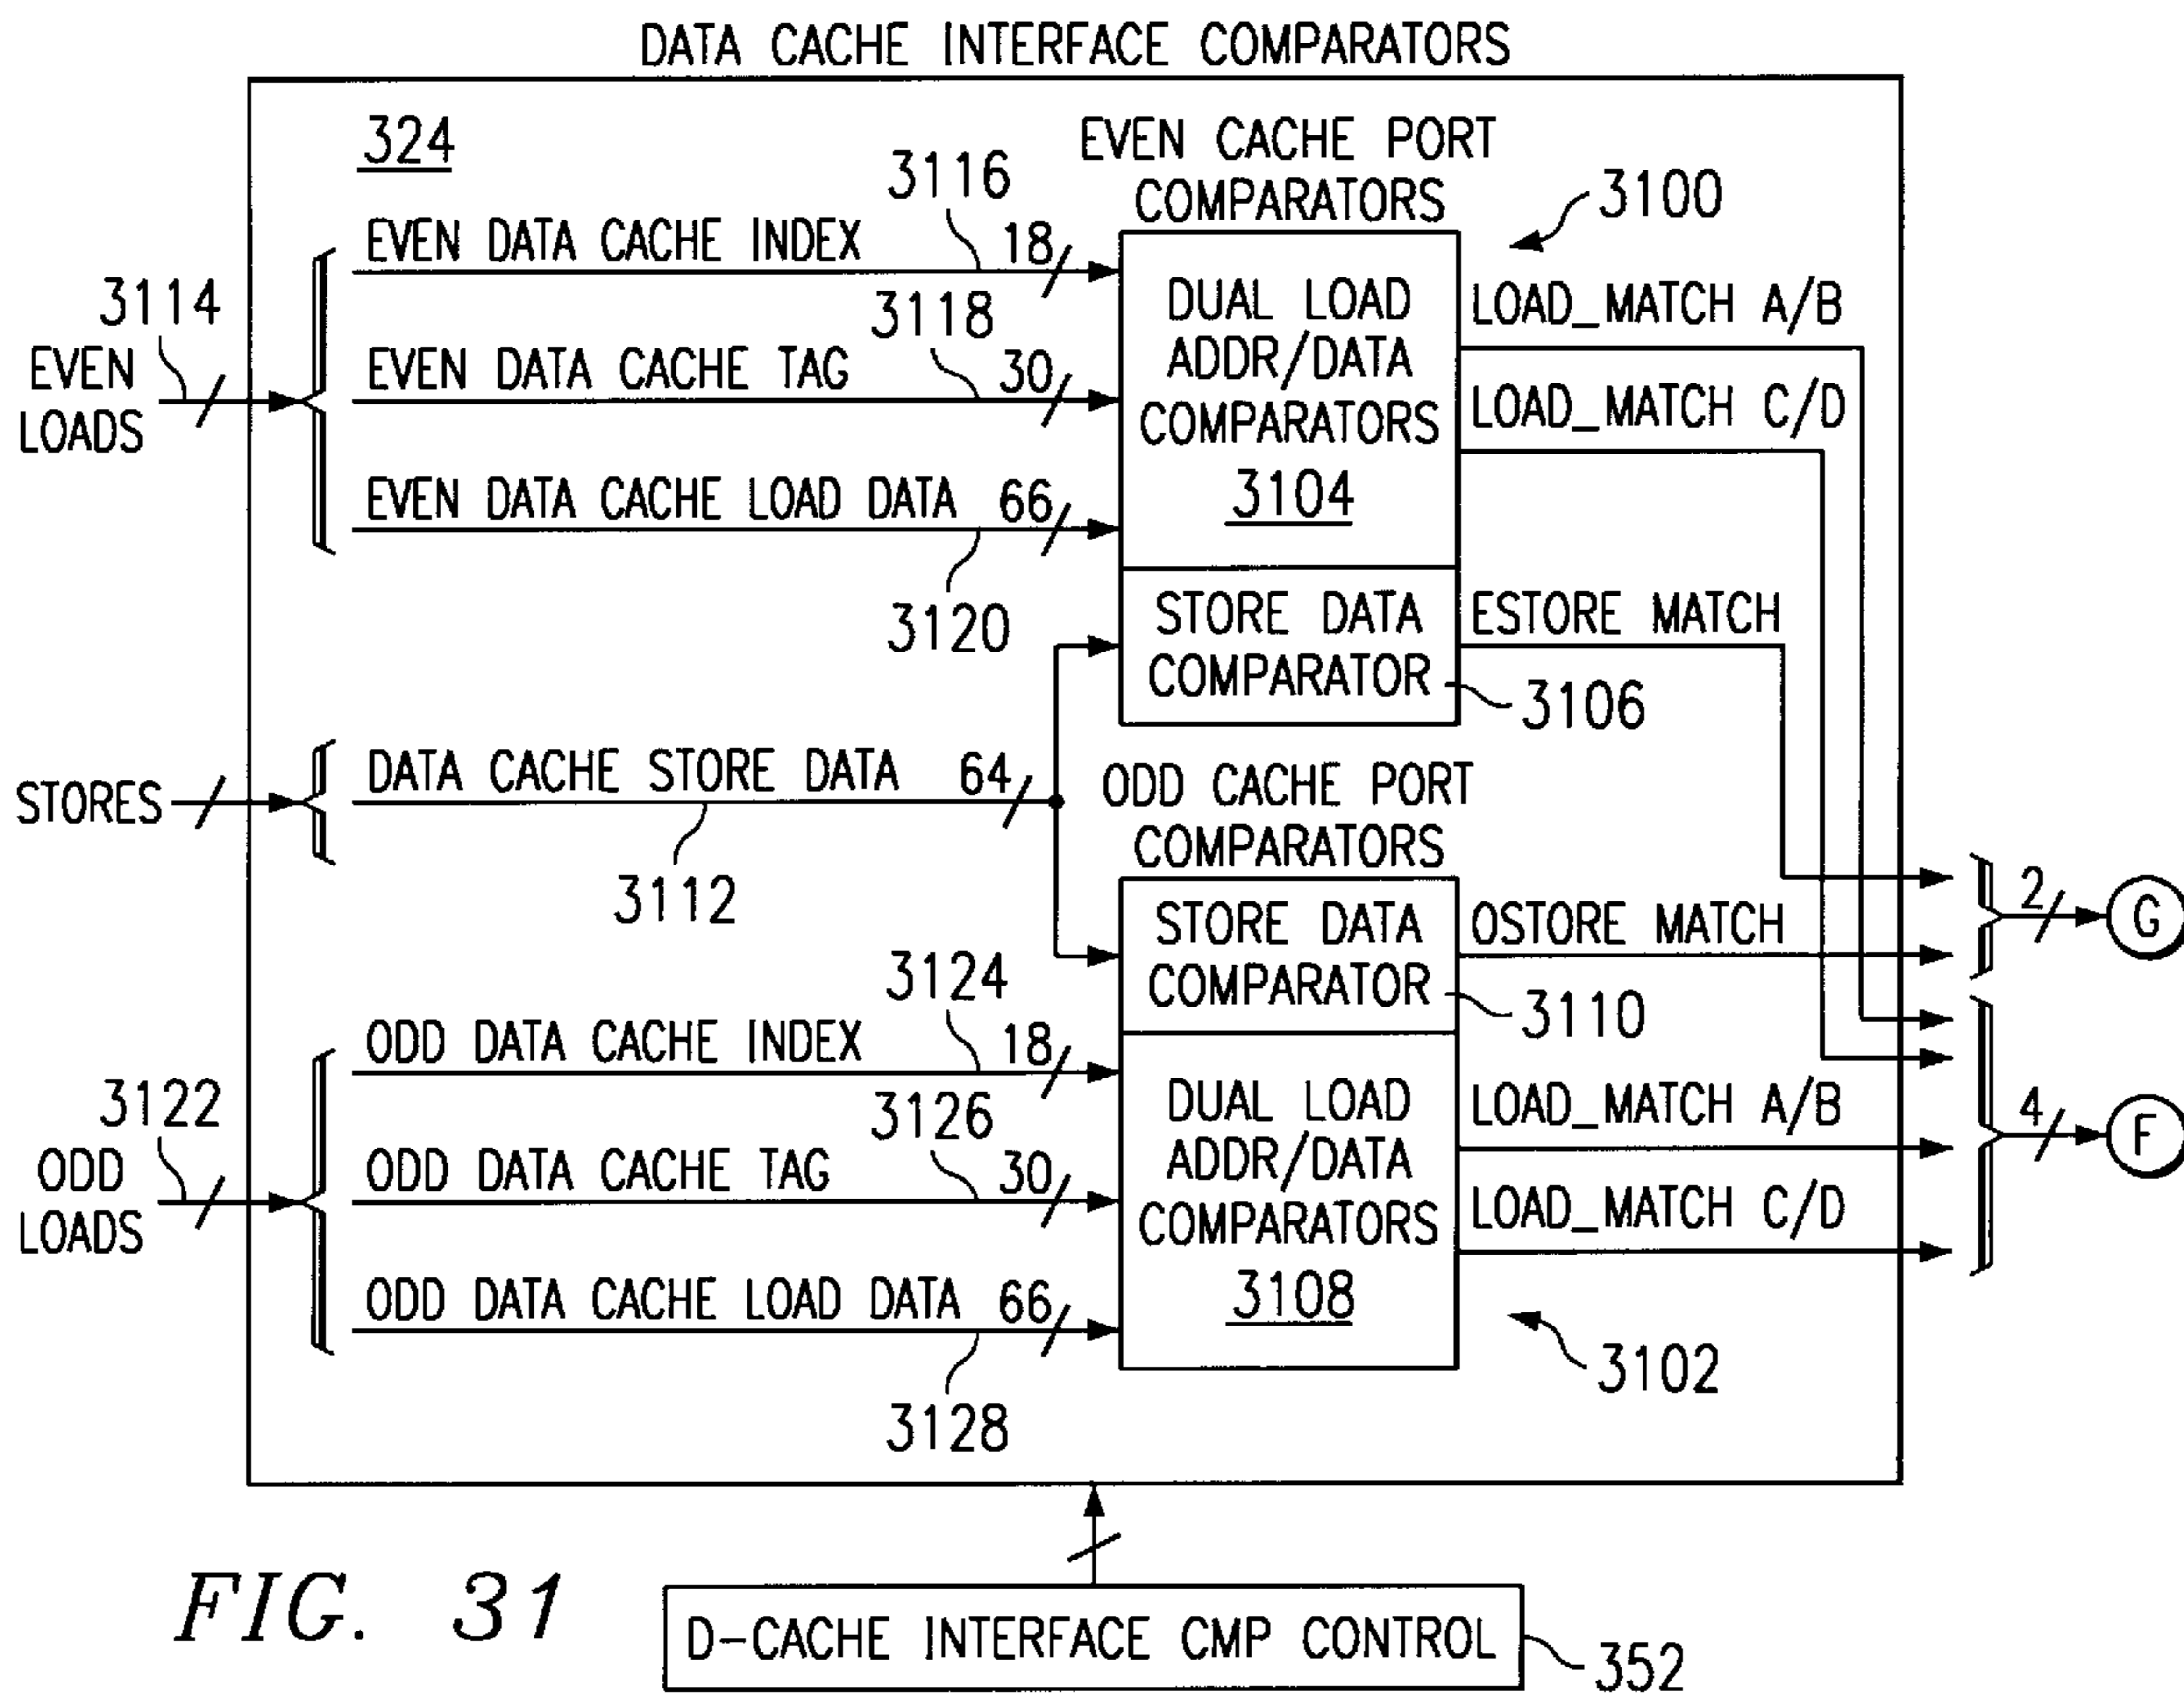 DATA CACHE INTERFACE COMPARATORS
324
EVEN CACHE PORT
COMPARATORS
3100
3116
EVEN DATA CACHE INDEX 18
3114
EVEN
LOADS
3118
EVEN DATA CACHE TAG 30
EVEN DATA CACHE LOAD DATA 66
3120
DUAL LOAD
ADDR/DATA
COMPARATORS
3104
LOAD_MATCH A/B
LOAD_MATCH C/D
STORE DATA
COMPARATOR
ESTORE MATCH
3106
STORES
DATA CACHE STORE DATA 64
3112
ODD CACHE PORT
COMPARATORS
STORE DATA
COMPARATOR
OSTORE MATCH
3110
2
G
3124
ODD DATA CACHE INDEX 18
3122
ODD
LOADS
3126
ODD DATA CACHE TAG 30
ODD DATA CACHE LOAD DATA 66
3128
DUAL LOAD
ADDR/DATA
COMPARATORS
3108
LOAD_MATCH A/B
LOAD_MATCH C/D
4
F
3102
FIG. 31
D-CACHE INTERFACE CMP CONTROL
352